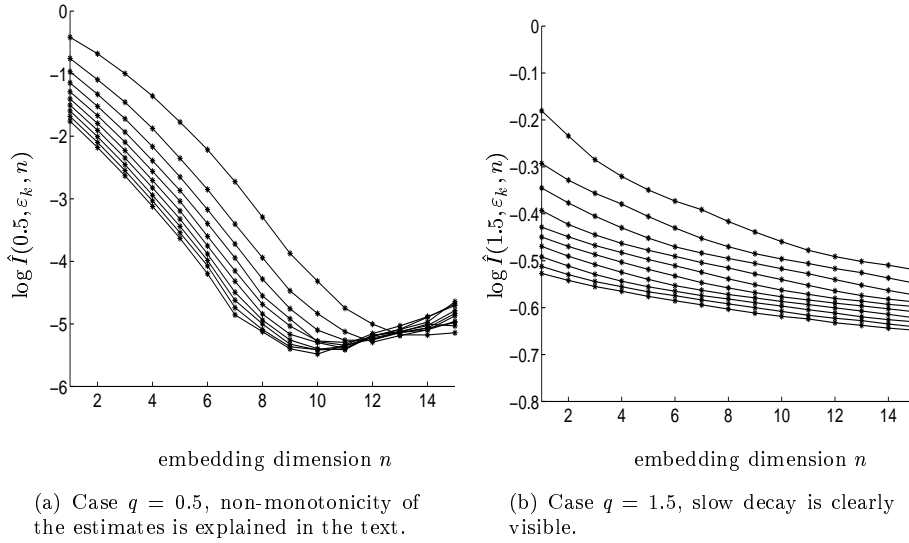 0
−1
−2
−3
−4
−5
−6
2 4 6 8 10 12 14
log Î(0.5, ε_k, n)
embedding dimension n
(a) Case q = 0.5, non-monotonicity of
the estimates is explained in the text.
0
−0.1
−0.2
−0.3
−0.4
−0.5
−0.6
−0.7
−0.8
2 4 6 8 10 12 14
log Î(1.5, ε_k, n)
embedding dimension n
(b) Case q = 1.5, slow decay is clearly
visible.